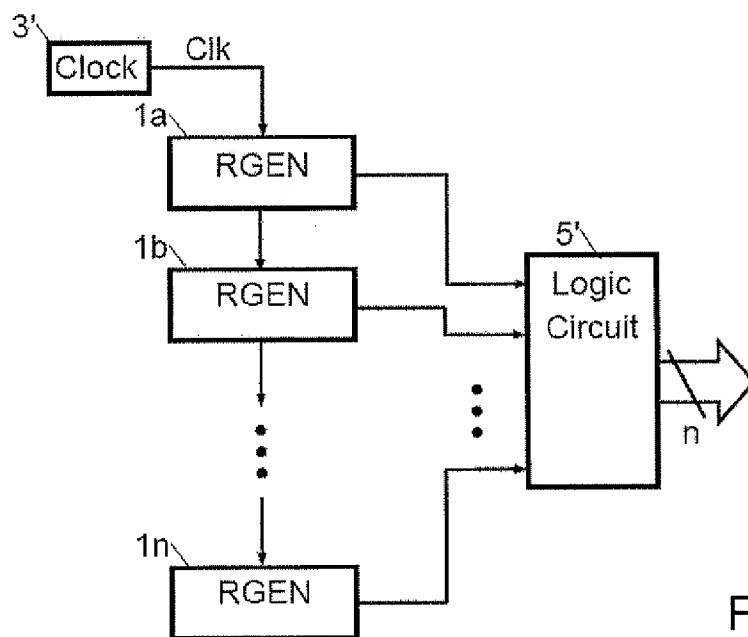 3'
Clock
Clk
1a
RGEN
1b
RGEN
5'
Logic
Circuit
n
1n
RGEN
F